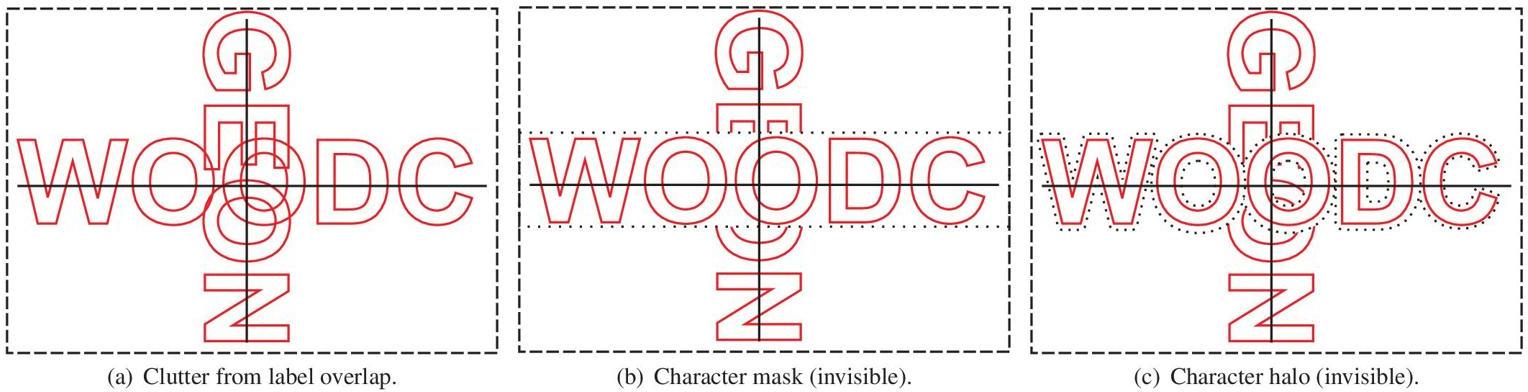 GEON
WOODC
(a) Clutter from label overlap.
GEON
WOODC
(b) Character mask (invisible).
GEON
WOODC
(c) Character halo (invisible).